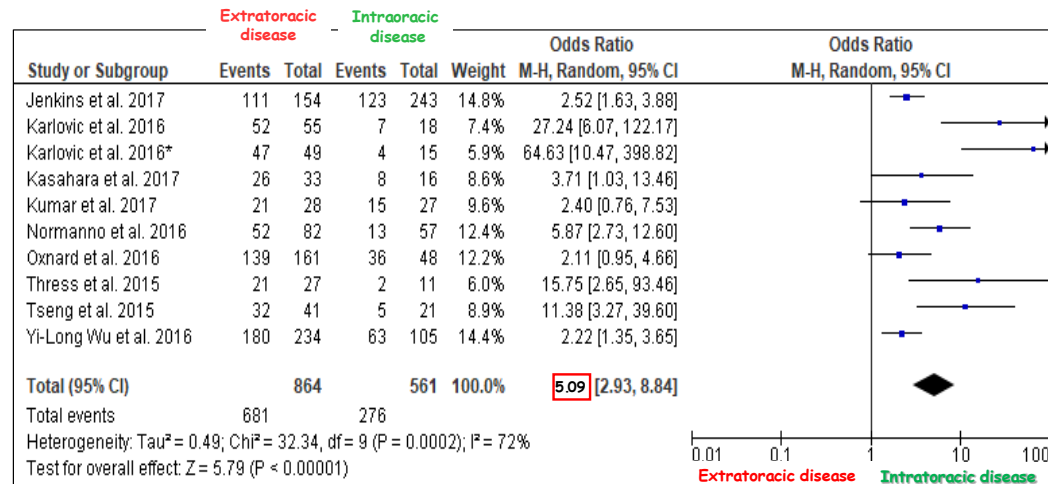 Extratoracic Intraoracic
disease disease
Odds Ratio Odds Ratio
Study or Subgroup Events Total Events Total Weight M-H, Random, 95% CI M-H, Random, 95% CI
Jenkins et al. 2017 111 154 123 243 14.8% 2.52 [1.63, 3.88]
Karlovic et al. 2016 52 55 7 18 7.4% 27.24 [6.07, 122.17]
Karlovic et al. 2016* 47 49 4 15 5.9% 64.63 [10.47, 398.82]
Kasahara et al. 2017 26 33 8 16 8.6% 3.71 [1.03, 13.46]
Kumar et al. 2017 21 28 15 27 9.6% 2.40 [0.76, 7.53]
Normanno et al. 2016 52 82 13 57 12.4% 5.87 [2.73, 12.60]
Oxnard et al. 2016 139 161 36 48 12.2% 2.11 [0.95, 4.66]
Thress et al. 2015 21 27 2 11 6.0% 15.75 [2.65, 93.46]
Tseng et al. 2015 32 41 5 21 8.7% 11.38 [3.27, 39.60]
Yi-Long Wu et al. 2016 180 234 63 105 14.4% 2.22 [1.35, 3.65]
Total (95% CI) 864 561 100.0% 5.09 [2.93, 8.84]
Total events 681 276
Heterogeneity: Tau² = 0.49; Chi² = 32.34, df = 9 (P = 0.0002); I² = 72%
Test for overall effect: Z = 5.79 (P < 0.00001)
0.01 0.1 1 10 100
Extratoracic disease Intratoracic disease